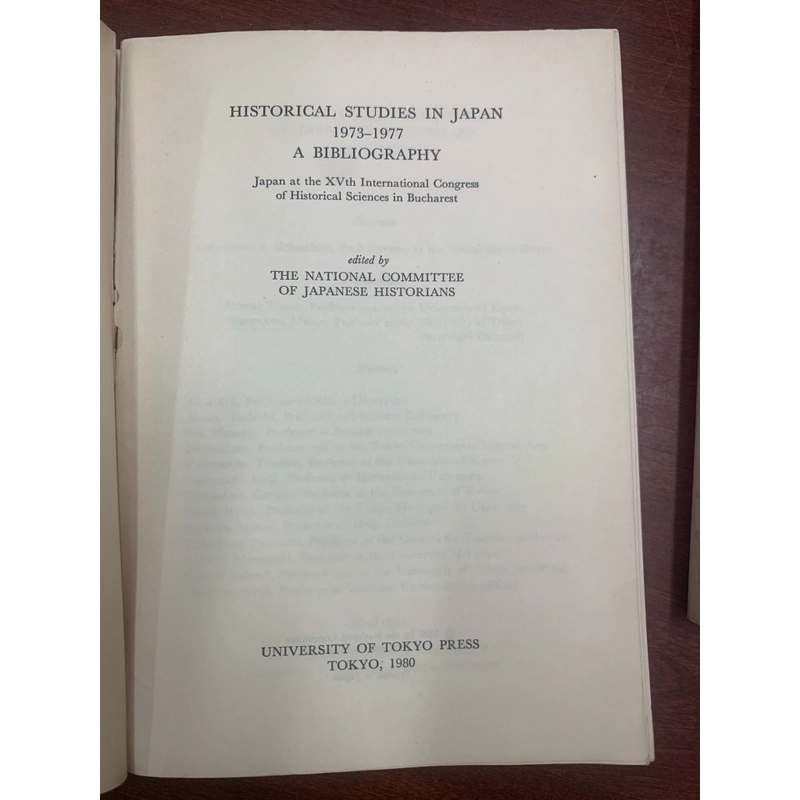 HISTORICAL STUDIES IN JAPAN
1973–1977
A BIBLIOGRAPHY
Japan at the XVth International Congress
of Historical Sciences in Bucharest
edited by
THE NATIONAL COMMITTEE
OF JAPANESE HISTORIANS
UNIVERSITY OF TOKYO PRESS
TOKYO, 1980